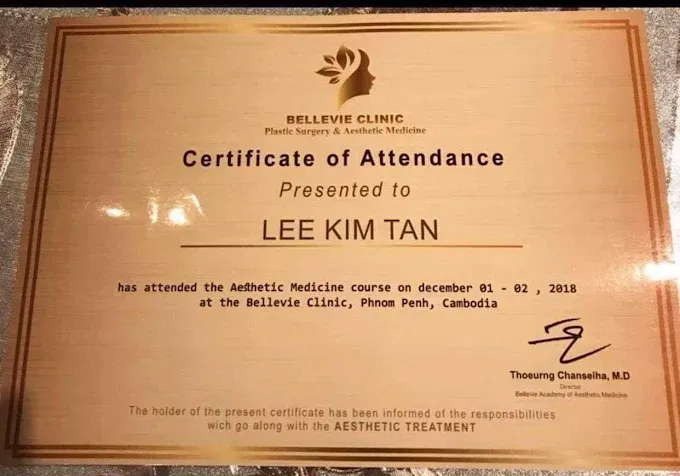 BELLEVIE CLINIC
Plastic Surgery & Aesthetic Medicine
Certificate of Attendance
Presented to
LEE KIM TAN
has attended the Aesthetic Medicine course on december 01 - 02 , 2018
at the Bellevie Clinic, Phnom Penh, Cambodia
Thoeurng Chanseiha, M.D
Director
Bellevie Academy of Aesthetic Medicine
The holder of the present certificate has been informed of the responsibilities
wich go along with the AESTHETIC TREATMENT